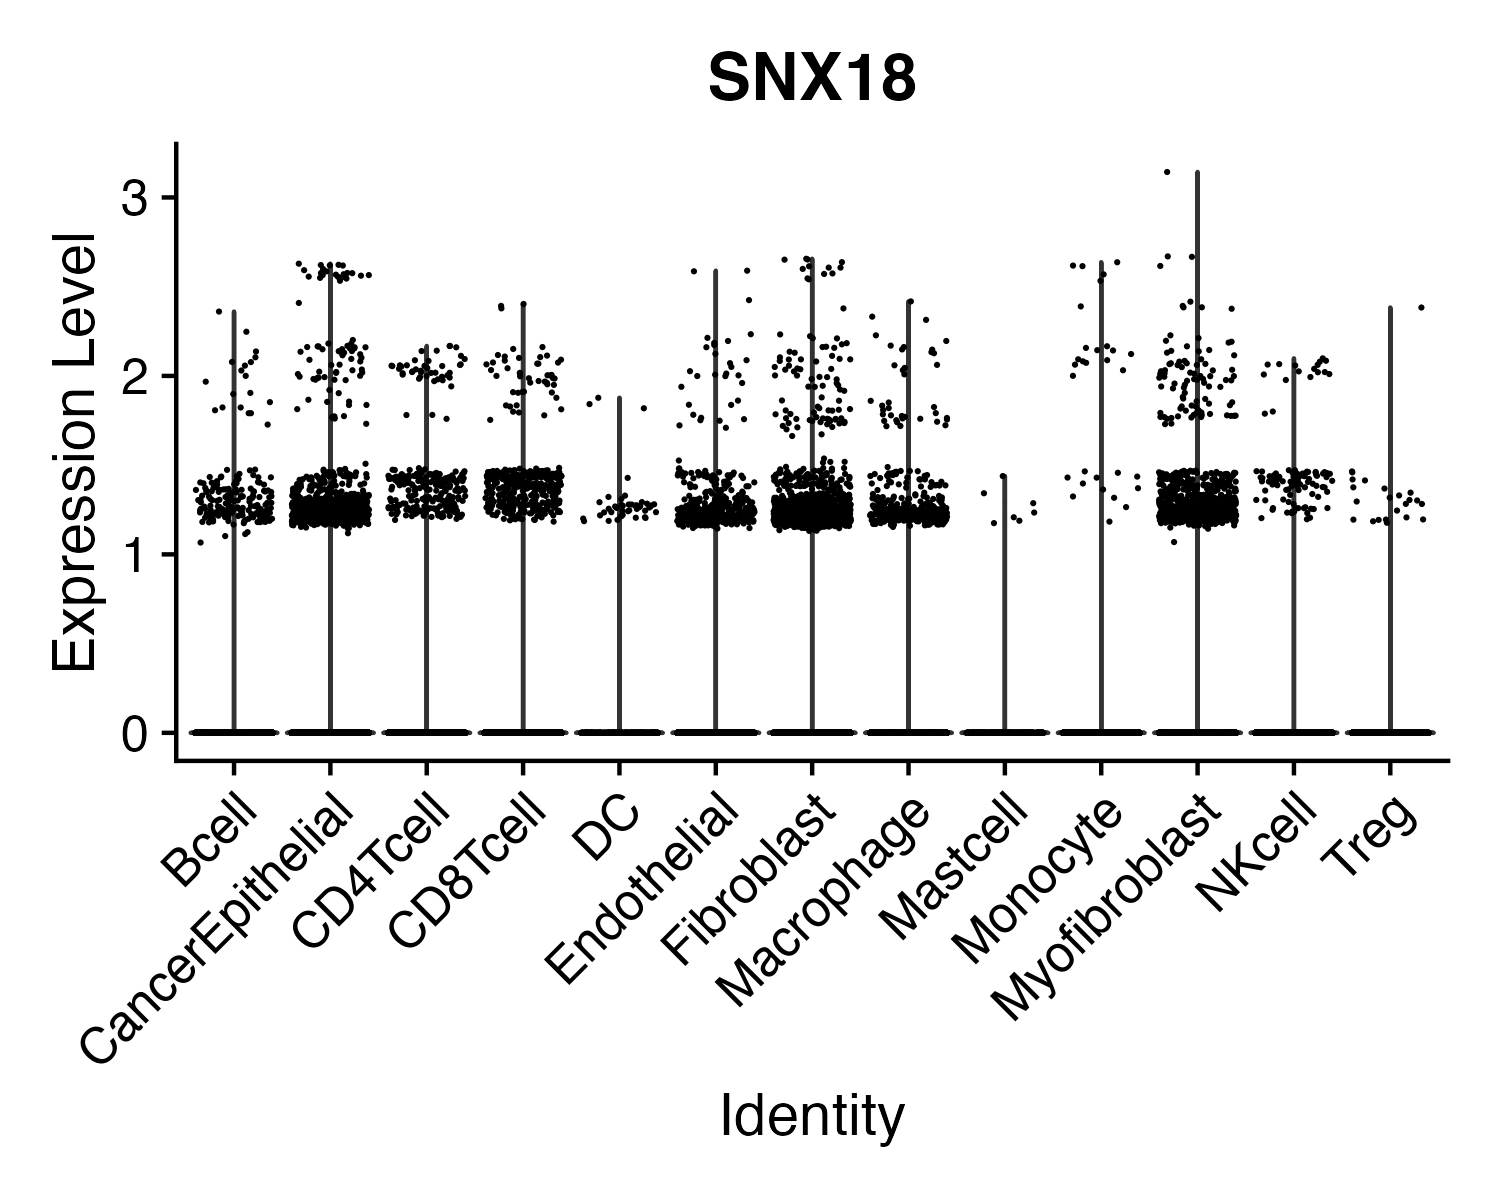 SNX18
Expression Level
3
2
1
0
Bcell
CancerEpithelial
CD4Tcell
CD8Tcell
DC
Endothelial
Fibroblast
Macrophage
Mastcell
Monocyte
Myofibroblast
NKcell
Treg
Identity